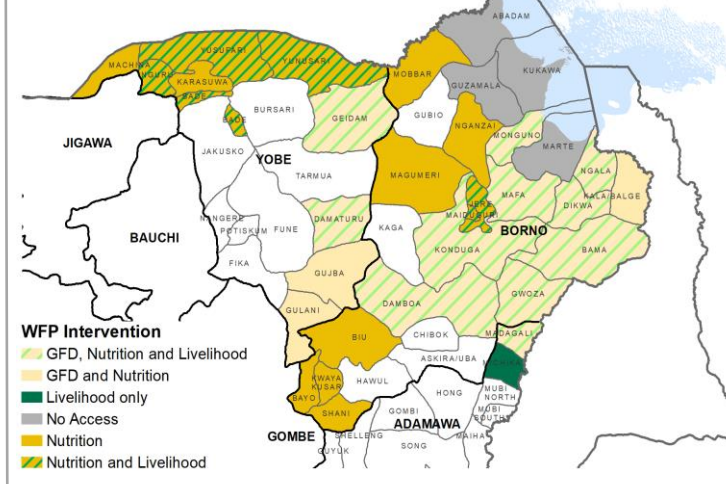 ABADAM
YUSUFARI
YUNUSARI
MACHINA
NGURU
KARASUWA
BADE
MOBBAR
GUZAMALA
KUKAWA
BURSARI
GEIDAM
GUBIO
NGANZAI
MONGUNO
MARTE
BADE
JIGAWA
JAKUSKO
YOBE
TARMUA
MAGUMERI
NGALA
KALA/BALGE
MAFA
JERE
DIKWA
MAIDUGURI
BORNO
NANGERE
POTISKUM
FUNE
DAMATURU
KAGA
KONDUGA
BAMA
BAUCHI
FIKA
GUJBA
GULANI
DAMBOA
GWOZA
MADAGALI
BIU
CHIBOK
ASKIRA/UBA
MICHIKA
KWAYA
KUSAR
BAYO
HAWUL
SHANI
HONG
MUBI
NORTH
MUBI
SOUTH
GOMBI
ADAMAWA
GOMBE
SHELLENG
SONG
MAIHA
GUYUK
WFP Intervention
GFD, Nutrition and Livelihood
GFD and Nutrition
Livelihood only
No Access
Nutrition
Nutrition and Livelihood